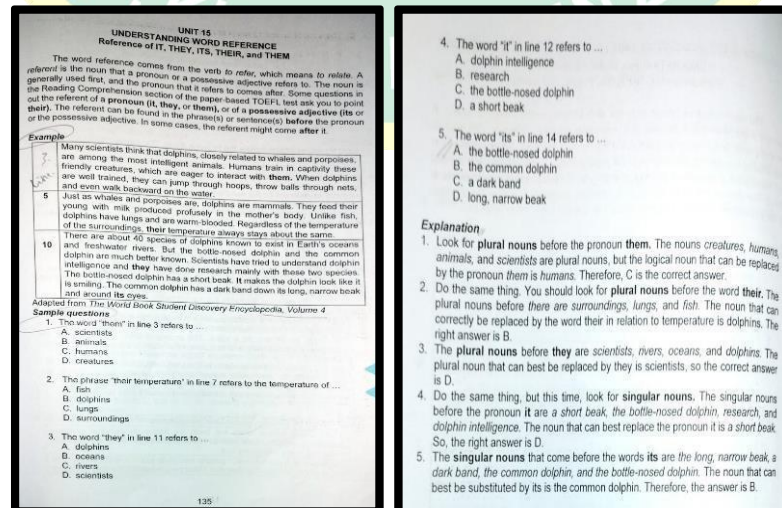 UNIT 15
UNDERSTANDING WORD REFERENCE
Reference of IT, THEY, ITS, THEIR, and THEM
The word reference comes from the verb to refer, which means to relate. A
referent is the noun that a pronoun or a possessive adjective refers to. The noun is
generally used first, and the pronoun that it refers to comes after. Some questions in
the Reading Comprehension section of the paper-based TOEFL test ask you to point
out the referent of a pronoun (it, they, or them), or of a possessive adjective (its or
their). The referent can be found in the phrase(s) or sentence(s) before the pronoun
or the possessive adjective. In some cases, the referent might come after it.
Example
Many scientists think that dolphins, closely related to whales and porpoises,
are among the most intelligent animals. Humans train in captivity these
friendly creatures, which are eager to interact with them. When dolphins
are well trained, they can jump through hoops, throw balls through nets,
and even walk backward on the water.
5 Just as whales and porpoises are, dolphins are mammals. They feed their
young with milk produced profusely in the mother's body. Unlike fish,
dolphins have lungs and are warm-blooded. Regardless of the temperature
of the surroundings, their temperature always stays about the same.
There are about 40 species of dolphins known to exist in Earth's oceans
10 and freshwater rivers. But the bottle-nosed dolphin and the common
dolphin are much better known. Scientists have tried to understand dolphin
intelligence and they have done research mainly with these two species.
The bottle-nosed dolphin has a short beak. It makes the dolphin look like it
is smiling. The common dolphin has a dark band down its long, narrow beak
and around its eyes.
Adapted from The World Book Student Discovery Encyclopedia, Volume 4
Sample questions
1. The word "them" in line 3 refers to ...
A. scientists
B. animals
C. humans
D. creatures
2. The phrase "their temperature" in line 7 refers to the temperature of ...
A. fish
B. dolphins
C. lungs
D. surroundings
3. The word "they" in line 11 refers to ...
A. dolphins
B. oceans
C. rivers
D. scientists
135
4. The word "it" in line 12 refers to ...
A. dolphin intelligence
B. research
C. the bottle-nosed dolphin
D. a short beak
5. The word "its" in line 14 refers to ...
A. the bottle-nosed dolphin
B. the common dolphin
C. a dark band
D. long, narrow beak
Explanation
1. Look for plural nouns before the pronoun them. The nouns creatures, humans,
animals, and scientists are plural nouns, but the logical noun that can be replaced
by the pronoun them is humans. Therefore, C is the correct answer.
2. Do the same thing. You should look for plural nouns before the word their. The
plural nouns before there are surroundings, lungs, and fish. The noun that can
correctly be replaced by the word their in relation to temperature is dolphins. The
right answer is B.
3. The plural nouns before they are scientists, rivers, oceans, and dolphins. The
plural noun that can best be replaced by they is scientists, so the correct answer
is D.
4. Do the same thing, but this time, look for singular nouns. The singular nouns
before the pronoun it are a short beak, the bottle-nosed dolphin, research, and
dolphin intelligence. The noun that can best replace the pronoun it is a short beak.
So, the right answer is D.
5. The singular nouns that come before the words its are the long, narrow beak, a
dark band, the common dolphin, and the bottle-nosed dolphin. The noun that can
best be substituted by its is the common dolphin. Therefore, the answer is B.